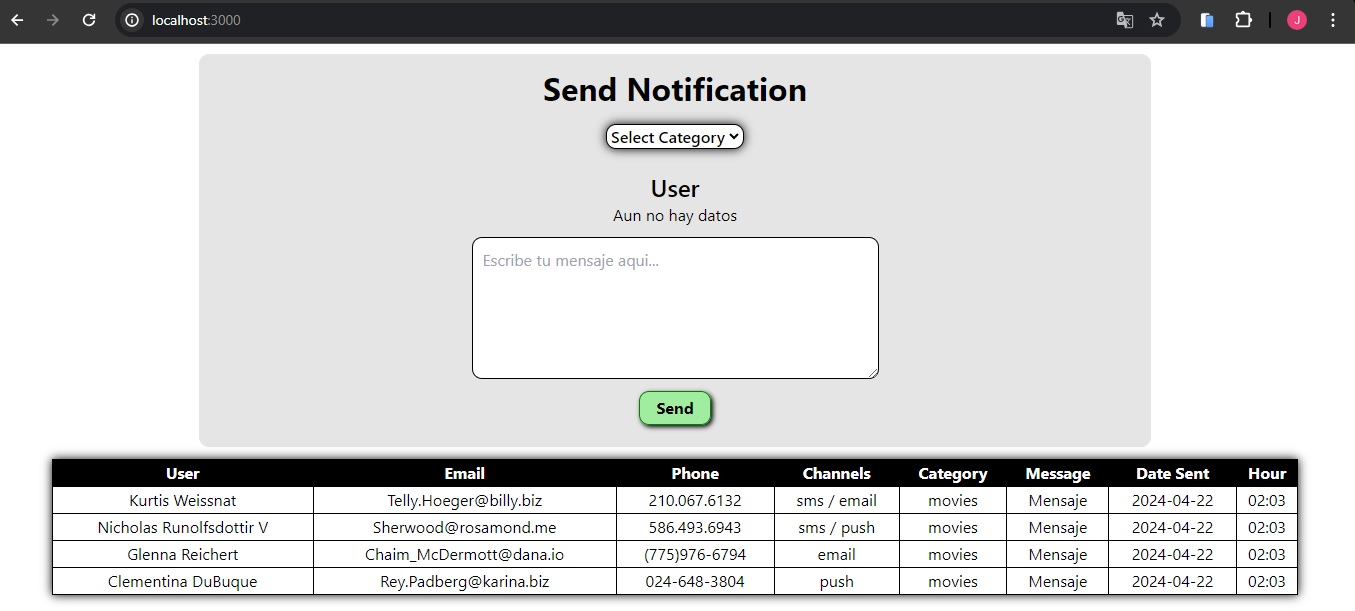 localhost:3000
J
Send Notification
Select Category
User
Aun no hay datos
Escribe tu mensaje aqui...
Send
User Email Phone Channels Category Message Date Sent Hour
Kurtis Weissnat Telly.Hoeger@billy.biz 210.067.6132 sms / email movies Mensaje 2024-04-22 02:03
Nicholas Runolfsdottir V Sherwood@rosamond.me 586.493.6943 sms / push movies Mensaje 2024-04-22 02:03
Glenna Reichert Chaim_McDermott@dana.io (775)976-6794 email movies Mensaje 2024-04-22 02:03
Clementina DuBuque Rey.Padberg@karina.biz 024-648-3804 push movies Mensaje 2024-04-22 02:03